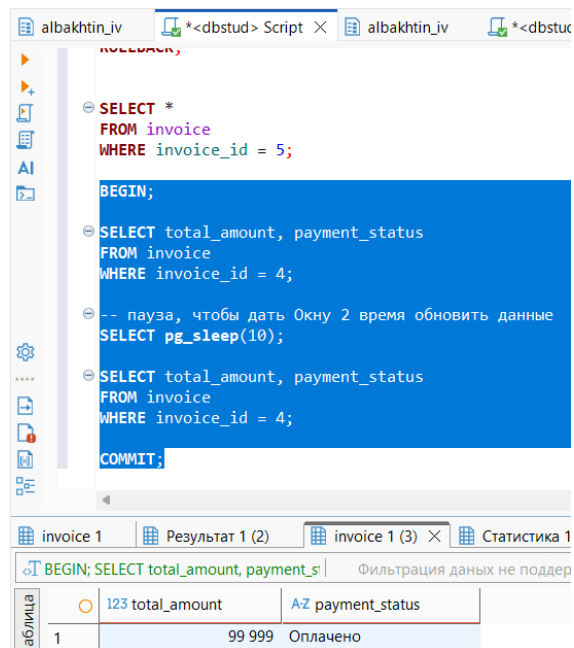 albakhtin_iv
*<dbstud> Script
albakhtin_iv
*<dbstud
ROLLBACK;
SELECT *
FROM invoice
WHERE invoice_id = 5;
AI
BEGIN;
SELECT total_amount, payment_status
FROM invoice
WHERE invoice_id = 4;
-- пауза, чтобы дать Окну 2 время обновить данные
SELECT pg_sleep(10);
SELECT total_amount, payment_status
FROM invoice
WHERE invoice_id = 4;
COMMIT;
invoice 1
Результат 1 (2)
invoice 1 (3)
Статистика 1
BEGIN; SELECT total_amount, payment_st
Фильтрация даных не поддер
аблица
123 total_amount
A-Z payment_status
1
99 999
Оплачено